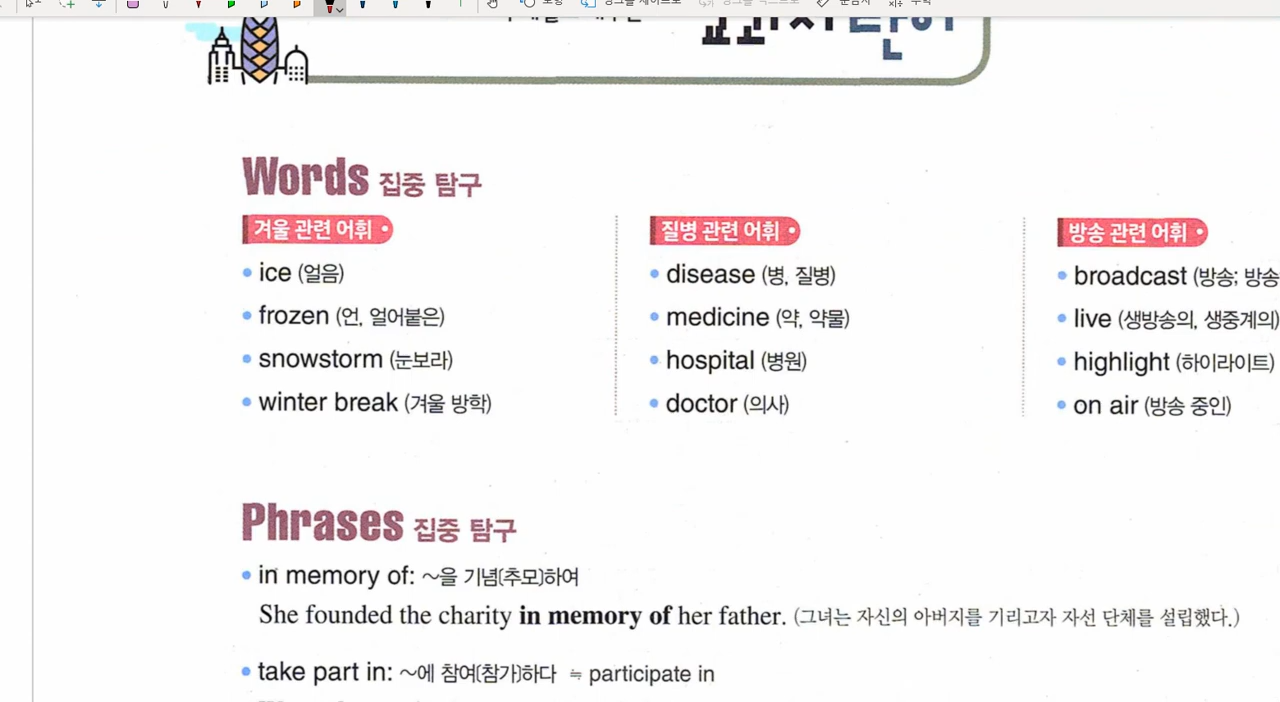 Words 집중 탐구
겨울 관련 어휘
ice (얼음)
frozen (언, 얼어붙은)
snowstorm (눈보라)
winter break (겨울 방학)
질병 관련 어휘
disease (병, 질병)
medicine (약, 약물)
hospital (병원)
doctor (의사)
방송 관련 어휘
broadcast (방송; 방송
live (생방송의, 생중계의)
highlight (하이라이트)
on air (방송 중인)
Phrases 집중 탐구
in memory of: ～을 기념(추모)하여
She founded the charity in memory of her father. (그녀는 자신의 아버지를 기리고자 자선 단체를 설립했다.)
take part in: ～에 참여(참가)하다 ≒ participate in